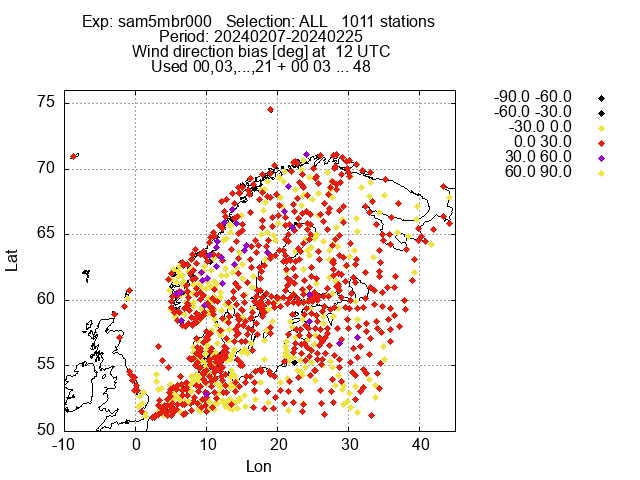 Exp: sam5mbr000   Selection: ALL   1011 stations
Period: 20240207-20240225
Wind direction bias [deg] at  12 UTC
Used 00,03,...,21 + 00 03 ... 48
-90.0 -60.0
-60.0 -30.0
-30.0 0.0
0.0 30.0
30.0 60.0
60.0 90.0
75
70
65
60
55
50
Lat
-10 0 10 20 30 40
Lon